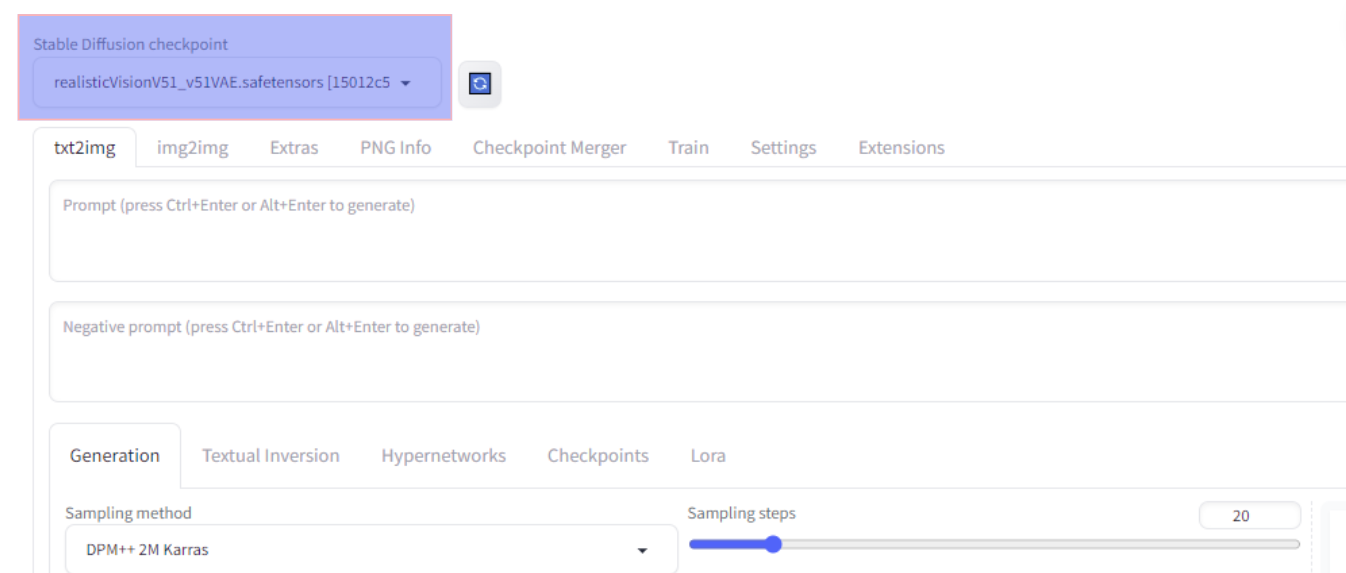 Stable Diffusion checkpoint
realisticVisionV51_v51VAE.safetensors [15012c5
txt2img img2img Extras PNG Info Checkpoint Merger Train Settings Extensions
Prompt (press Ctrl+Enter or Alt+Enter to generate)
Negative prompt (press Ctrl+Enter or Alt+Enter to generate)
Generation Textual Inversion Hypernetworks Checkpoints Lora
Sampling method Sampling steps 20
DPM++ 2M Karras